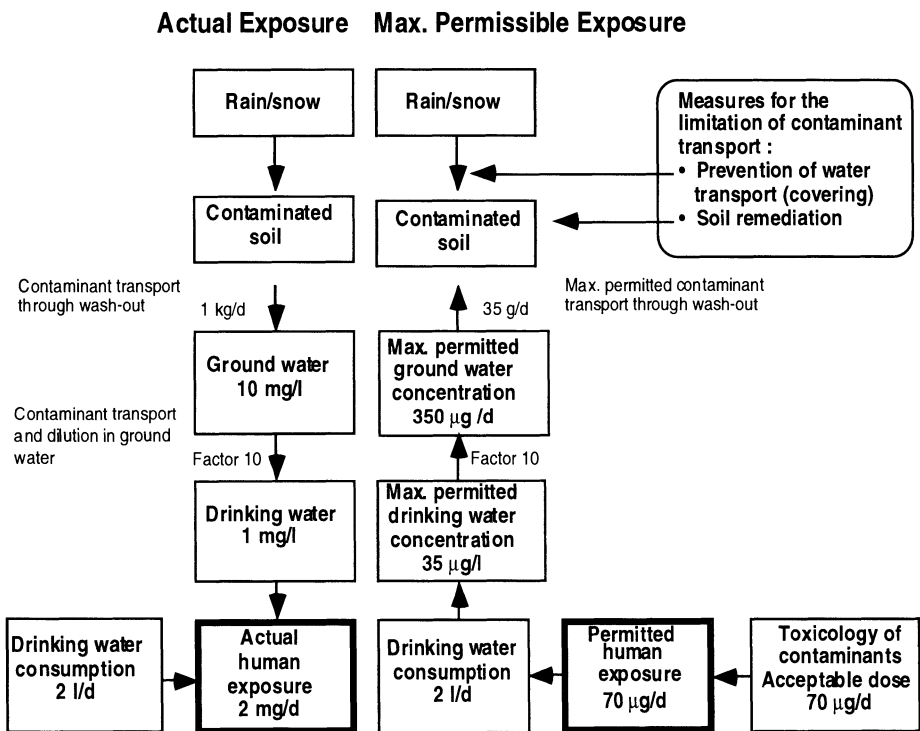 Actual Exposure
Max. Permissible Exposure
Rain/snow
Contaminated
soil
Contaminant transport
through wash-out
1 kg/d
Ground water
10 mg/l
Contaminant transport
and dilution in ground
water
Factor 10
Drinking water
1 mg/l
Drinking water
consumption
2 l/d
Actual
human
exposure
2 mg/d
Rain/snow
Contaminated
soil
Measures for the
limitation of contaminant
transport :
• Prevention of water
transport (covering)
• Soil remediation
35 g/d
Max. permitted contaminant
transport through wash-out
Max. permitted
ground water
concentration
350 µg /d
Factor 10
Max. permitted
drinking water
concentration
35 µg/l
Drinking water
consumption
2 l/d
Permitted
human
exposure
70 µg/d
Toxicology of
contaminants
Acceptable dose
70 µg/d